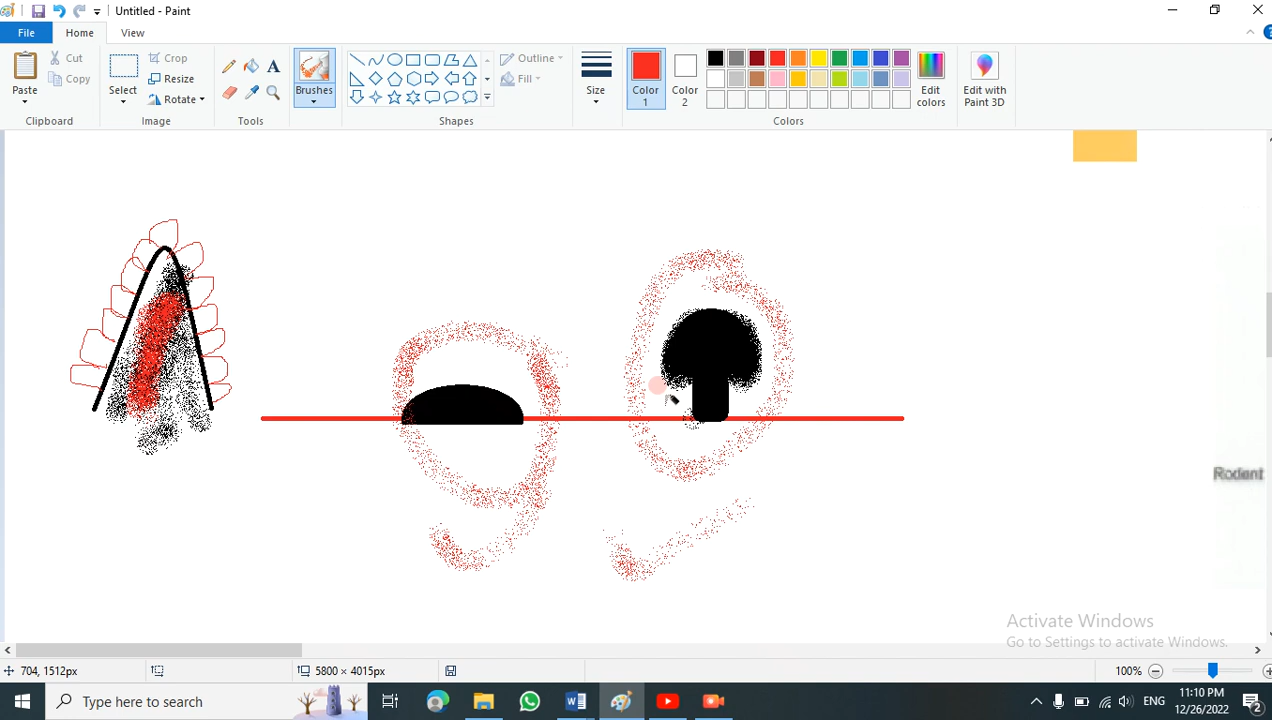 Untitled - Paint
File
Home
View
Paste
Cut
Copy
Clipboard
Select
Crop
Resize
Rotate
Image
Tools
Brushes
Outline
Fill
Shapes
Size
Color
1
Color
2
Edit
colors
Colors
Edit with
Paint 3D
Rodent
Activate Windows
Go to Settings to activate Windows.
704, 1512px
5800 × 4015px
100%
Type here to search
ENG
11:10 PM
12/26/2022
2